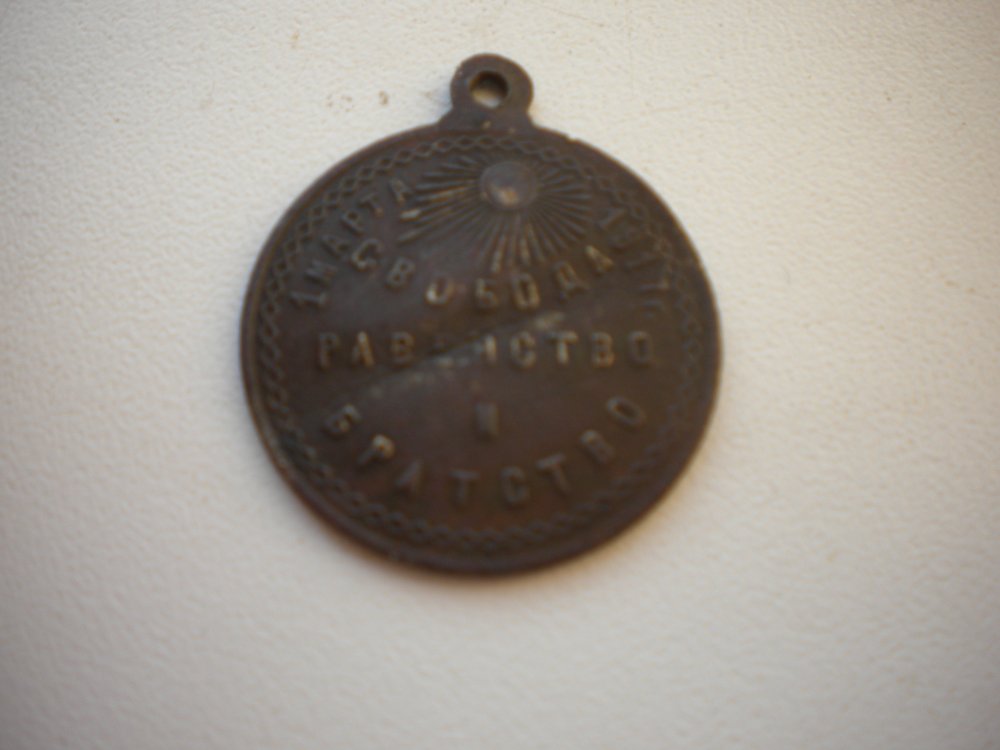 1 МАРТА 1917 Г.
СВОБОДА
РАВЕНСТВО
И
БРАТСТВО